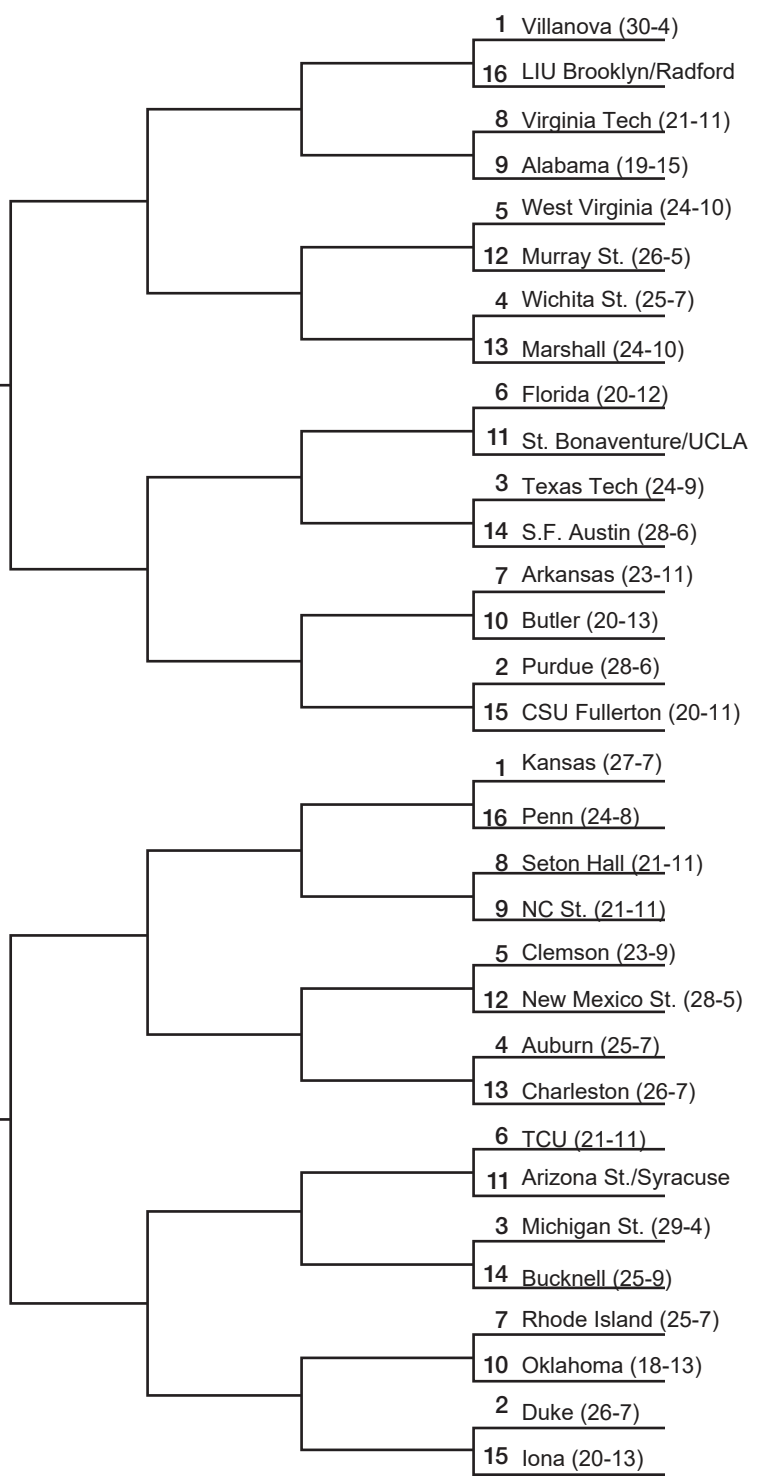 1 Villanova (30-4)
16 LIU Brooklyn/Radford
8 Virginia Tech (21-11)
9 Alabama (19-15)
5 West Virginia (24-10)
12 Murray St. (26-5)
4 Wichita St. (25-7)
13 Marshall (24-10)
6 Florida (20-12)
11 St. Bonaventure/UCLA
3 Texas Tech (24-9)
14 S.F. Austin (28-6)
7 Arkansas (23-11)
10 Butler (20-13)
2 Purdue (28-6)
15 CSU Fullerton (20-11)
1 Kansas (27-7)
16 Penn (24-8)
8 Seton Hall (21-11)
9 NC St. (21-11)
5 Clemson (23-9)
12 New Mexico St. (28-5)
4 Auburn (25-7)
13 Charleston (26-7)
6 TCU (21-11)
11 Arizona St./Syracuse
3 Michigan St. (29-4)
14 Bucknell (25-9)
7 Rhode Island (25-7)
10 Oklahoma (18-13)
2 Duke (26-7)
15 Iona (20-13)